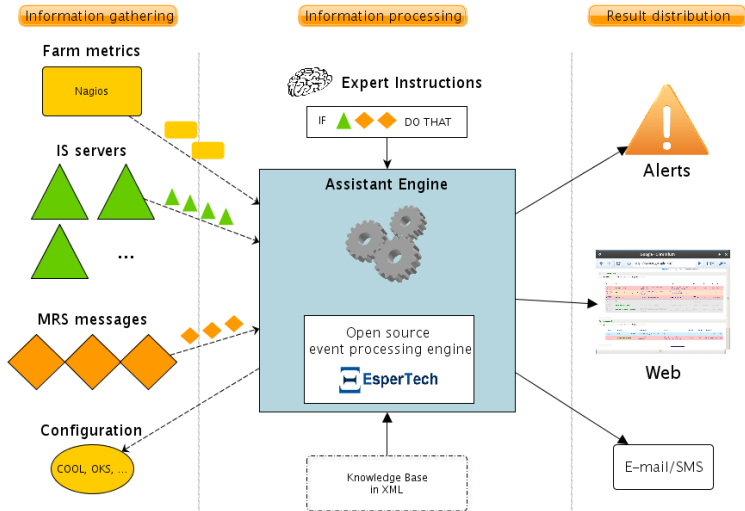 Information gathering
Information processing
Result distribution
Farm metrics
Nagios
Expert Instructions
IF DO THAT
IS servers
...
Assistant Engine
Alerts
MRS messages
Open source
event processing engine
EsperTech
Web
Configuration
COOL, OKS, ...
Knowledge Base
in XML
E-mail/SMS